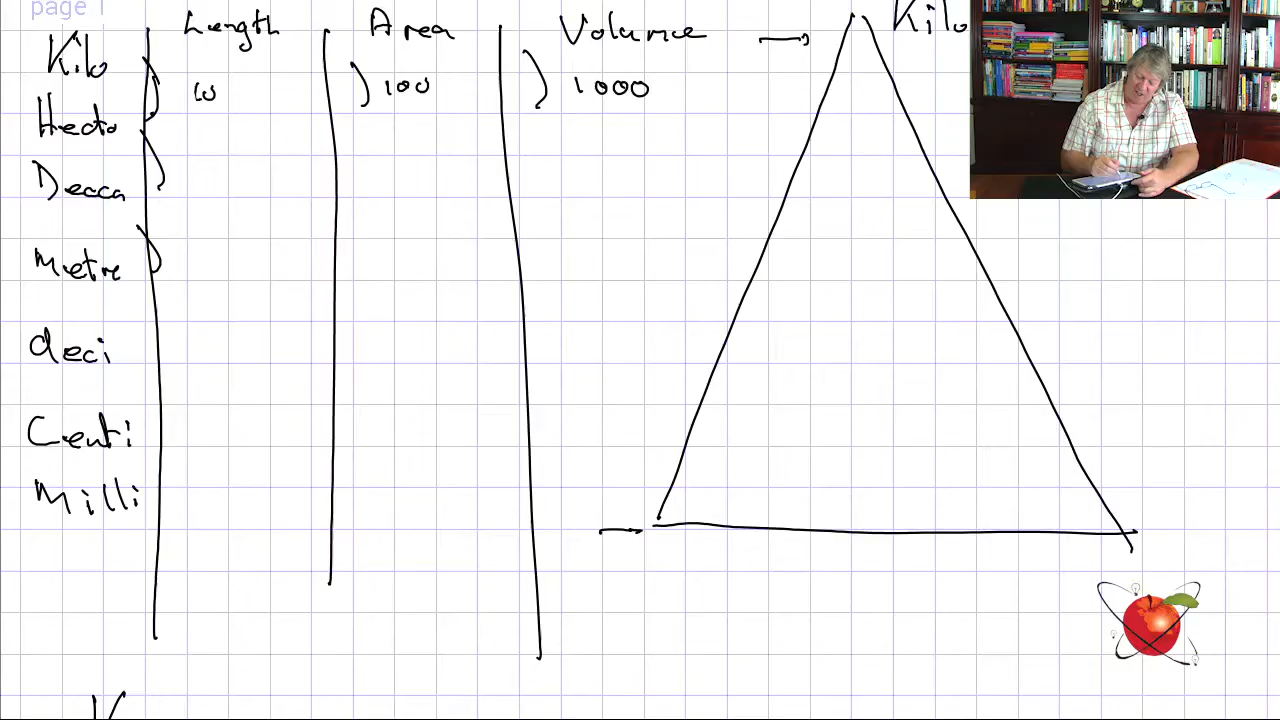 page 1
Length Area Volume Kilo
Kilo
10 100 1000
Hecto
Decca
Metre
deci
Centi
Milli